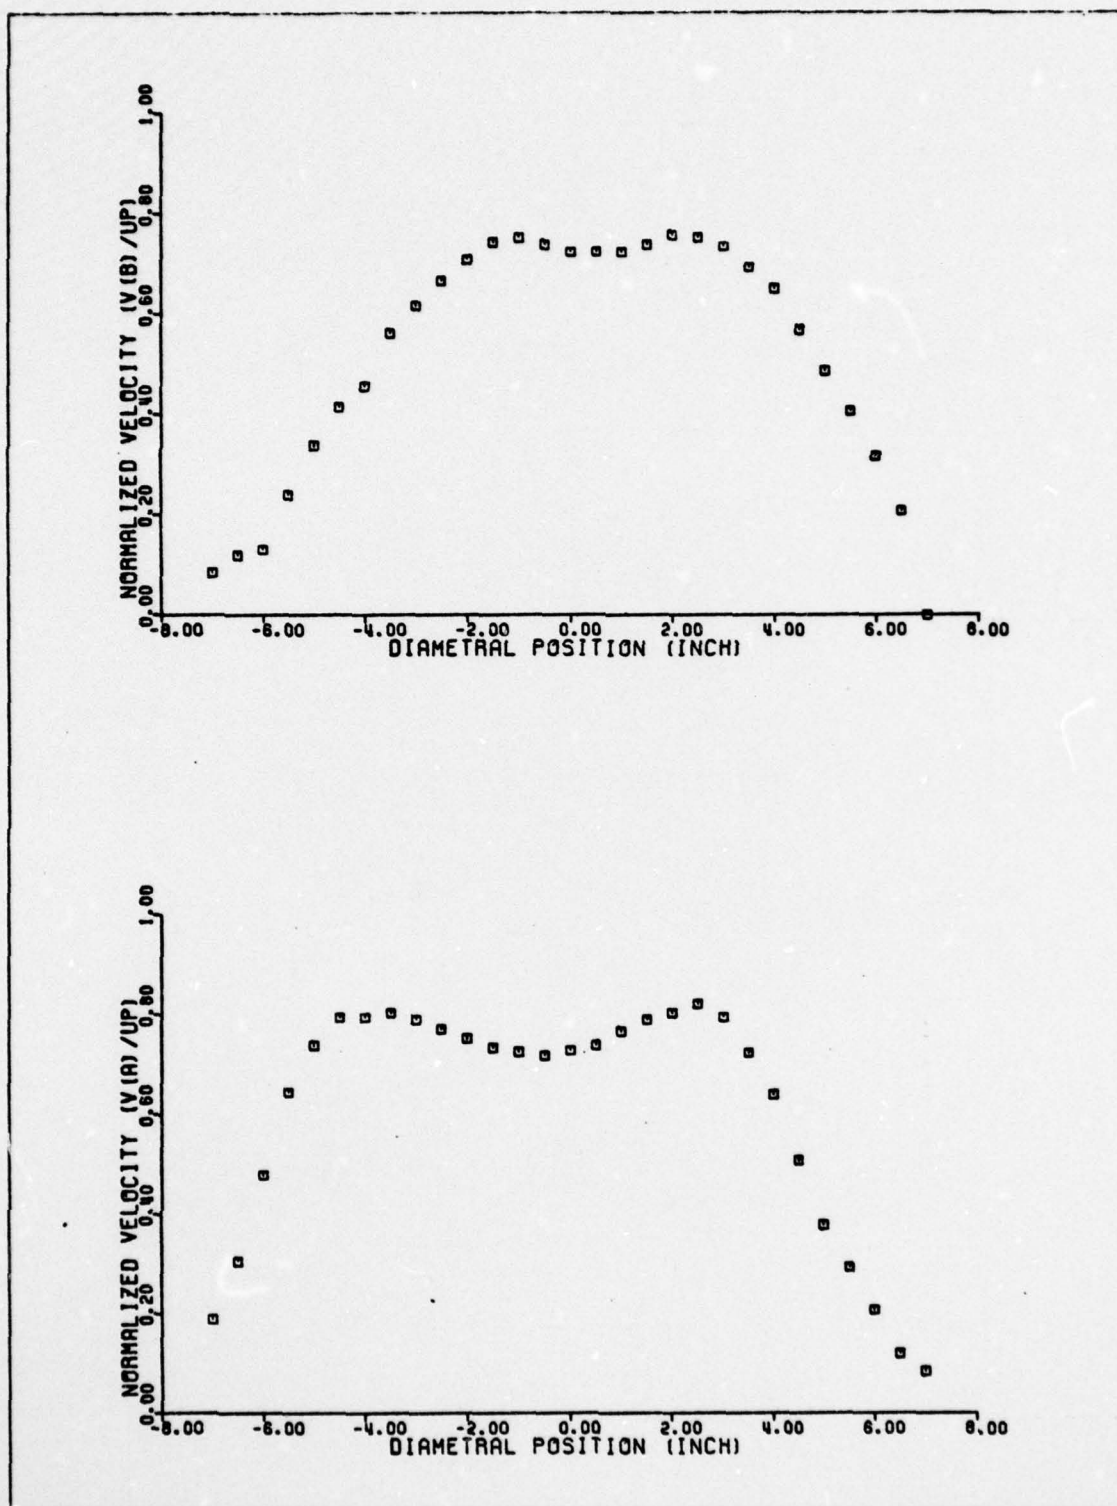 NORMALIZED VELOCITY (V(B)/UP)
1.00
0.80
0.60
0.40
0.20
0.00
-8.00 -6.00 -4.00 -2.00 0.00 2.00 4.00 6.00 8.00
DIAMETRAL POSITION (INCH)
NORMALIZED VELOCITY (V(A)/UP)
1.00
0.80
0.60
0.40
0.20
0.00
-8.00 -6.00 -4.00 -2.00 0.00 2.00 4.00 6.00 8.00
DIAMETRAL POSITION (INCH)